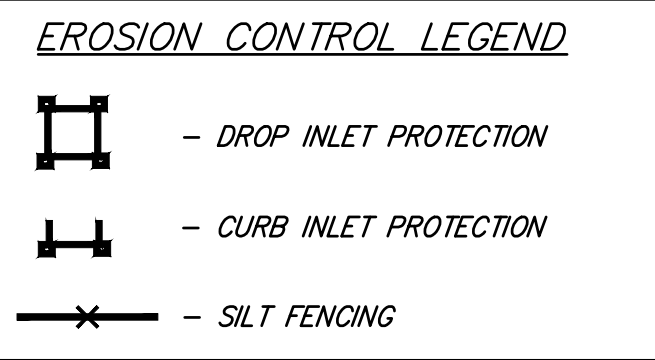 EROSION CONTROL LEGEND
- DROP INLET PROTECTION
- CURB INLET PROTECTION
- SILT FENCING